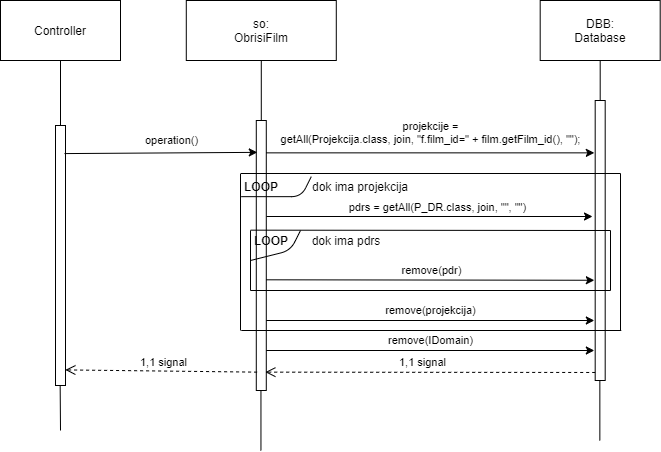 Controller
so:
ObrisiFilm
DBB:
Database
projekcije =
operation()
getAll(Projekcija.class, join, "f.film_id=" + film.getFilm_id(), "");
LOOP
dok ima projekcija
pdrs = getAll(P_DR.class, join, "", "")
LOOP
dok ima pdrs
remove(pdr)
remove(projekcija)
remove(IDomain)
1,1 signal
1,1 signal